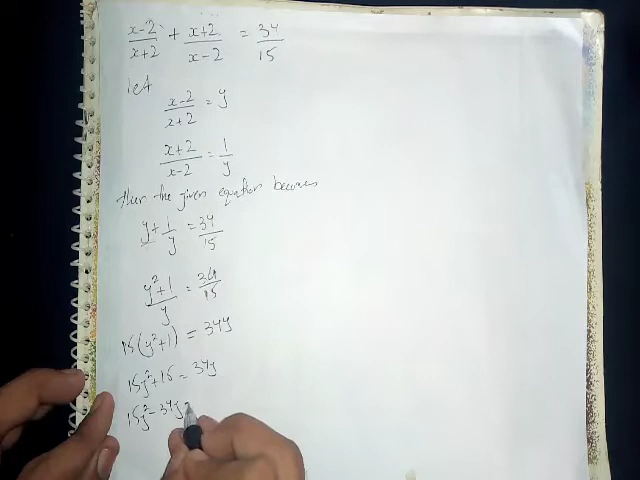 x-2/x+2 + x+2/x-2 = 34/15
let
x-2/x+2 = y
x+2/x-2 = 1/y
then the given equation becomes
y + 1/y = 34/15
y²+1/y = 34/15
15(y²+1) = 34y
15y²+15 = 34y
15y²-34y